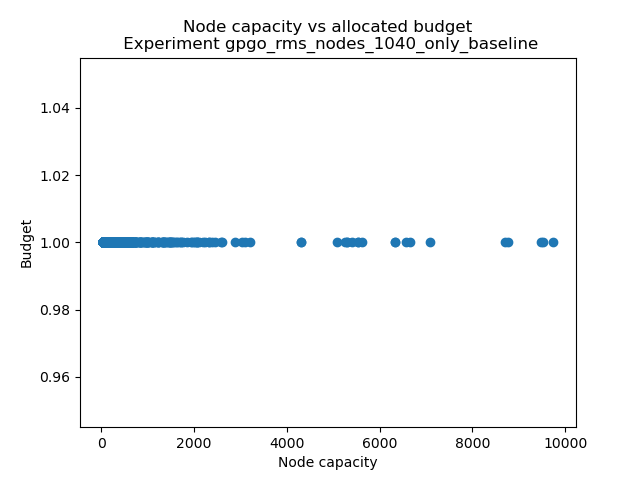 Node capacity vs allocated budget
Experiment gpgo_rms_nodes_1040_only_baseline
1.04
1.02
1.00
0.98
0.96
Budget
0
2000
4000
6000
8000
10000
Node capacity